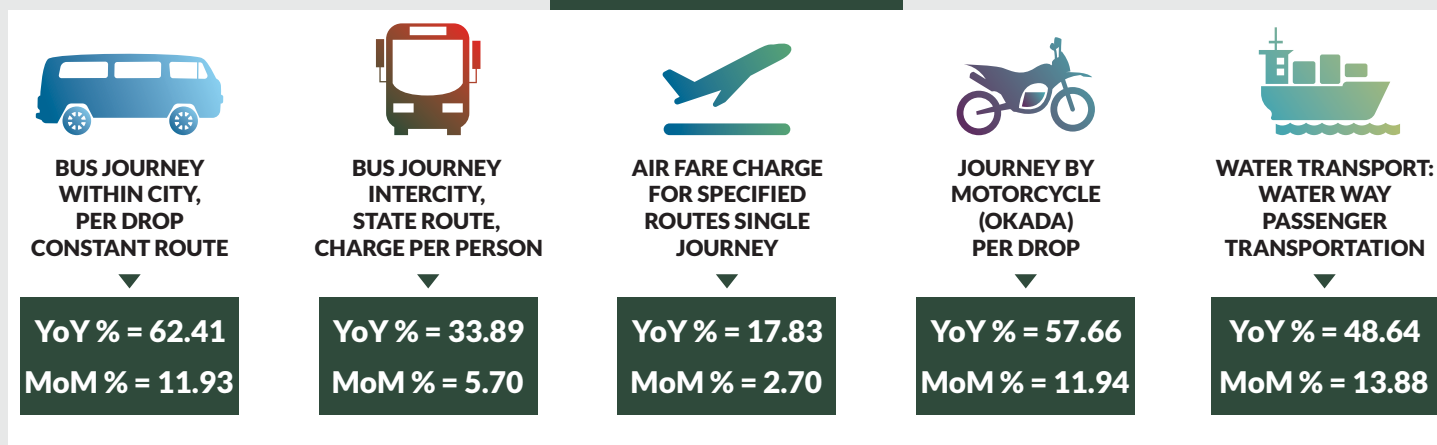 BUS JOURNEY
WITHIN CITY,
PER DROP
CONSTANT ROUTE
YoY % = 62.41
MoM % = 11.93
BUS JOURNEY
INTERCITY,
STATE ROUTE,
CHARGE PER PERSON
YoY % = 33.89
MoM % = 5.70
AIR FARE CHARGE
FOR SPECIFIED
ROUTES SINGLE
JOURNEY
YoY % = 17.83
MoM % = 2.70
JOURNEY BY
MOTORCYCLE
(OKADA)
PER DROP
YoY % = 57.66
MoM % = 11.94
WATER TRANSPORT:
WATER WAY
PASSENGER
TRANSPORTATION
YoY % = 48.64
MoM % = 13.88